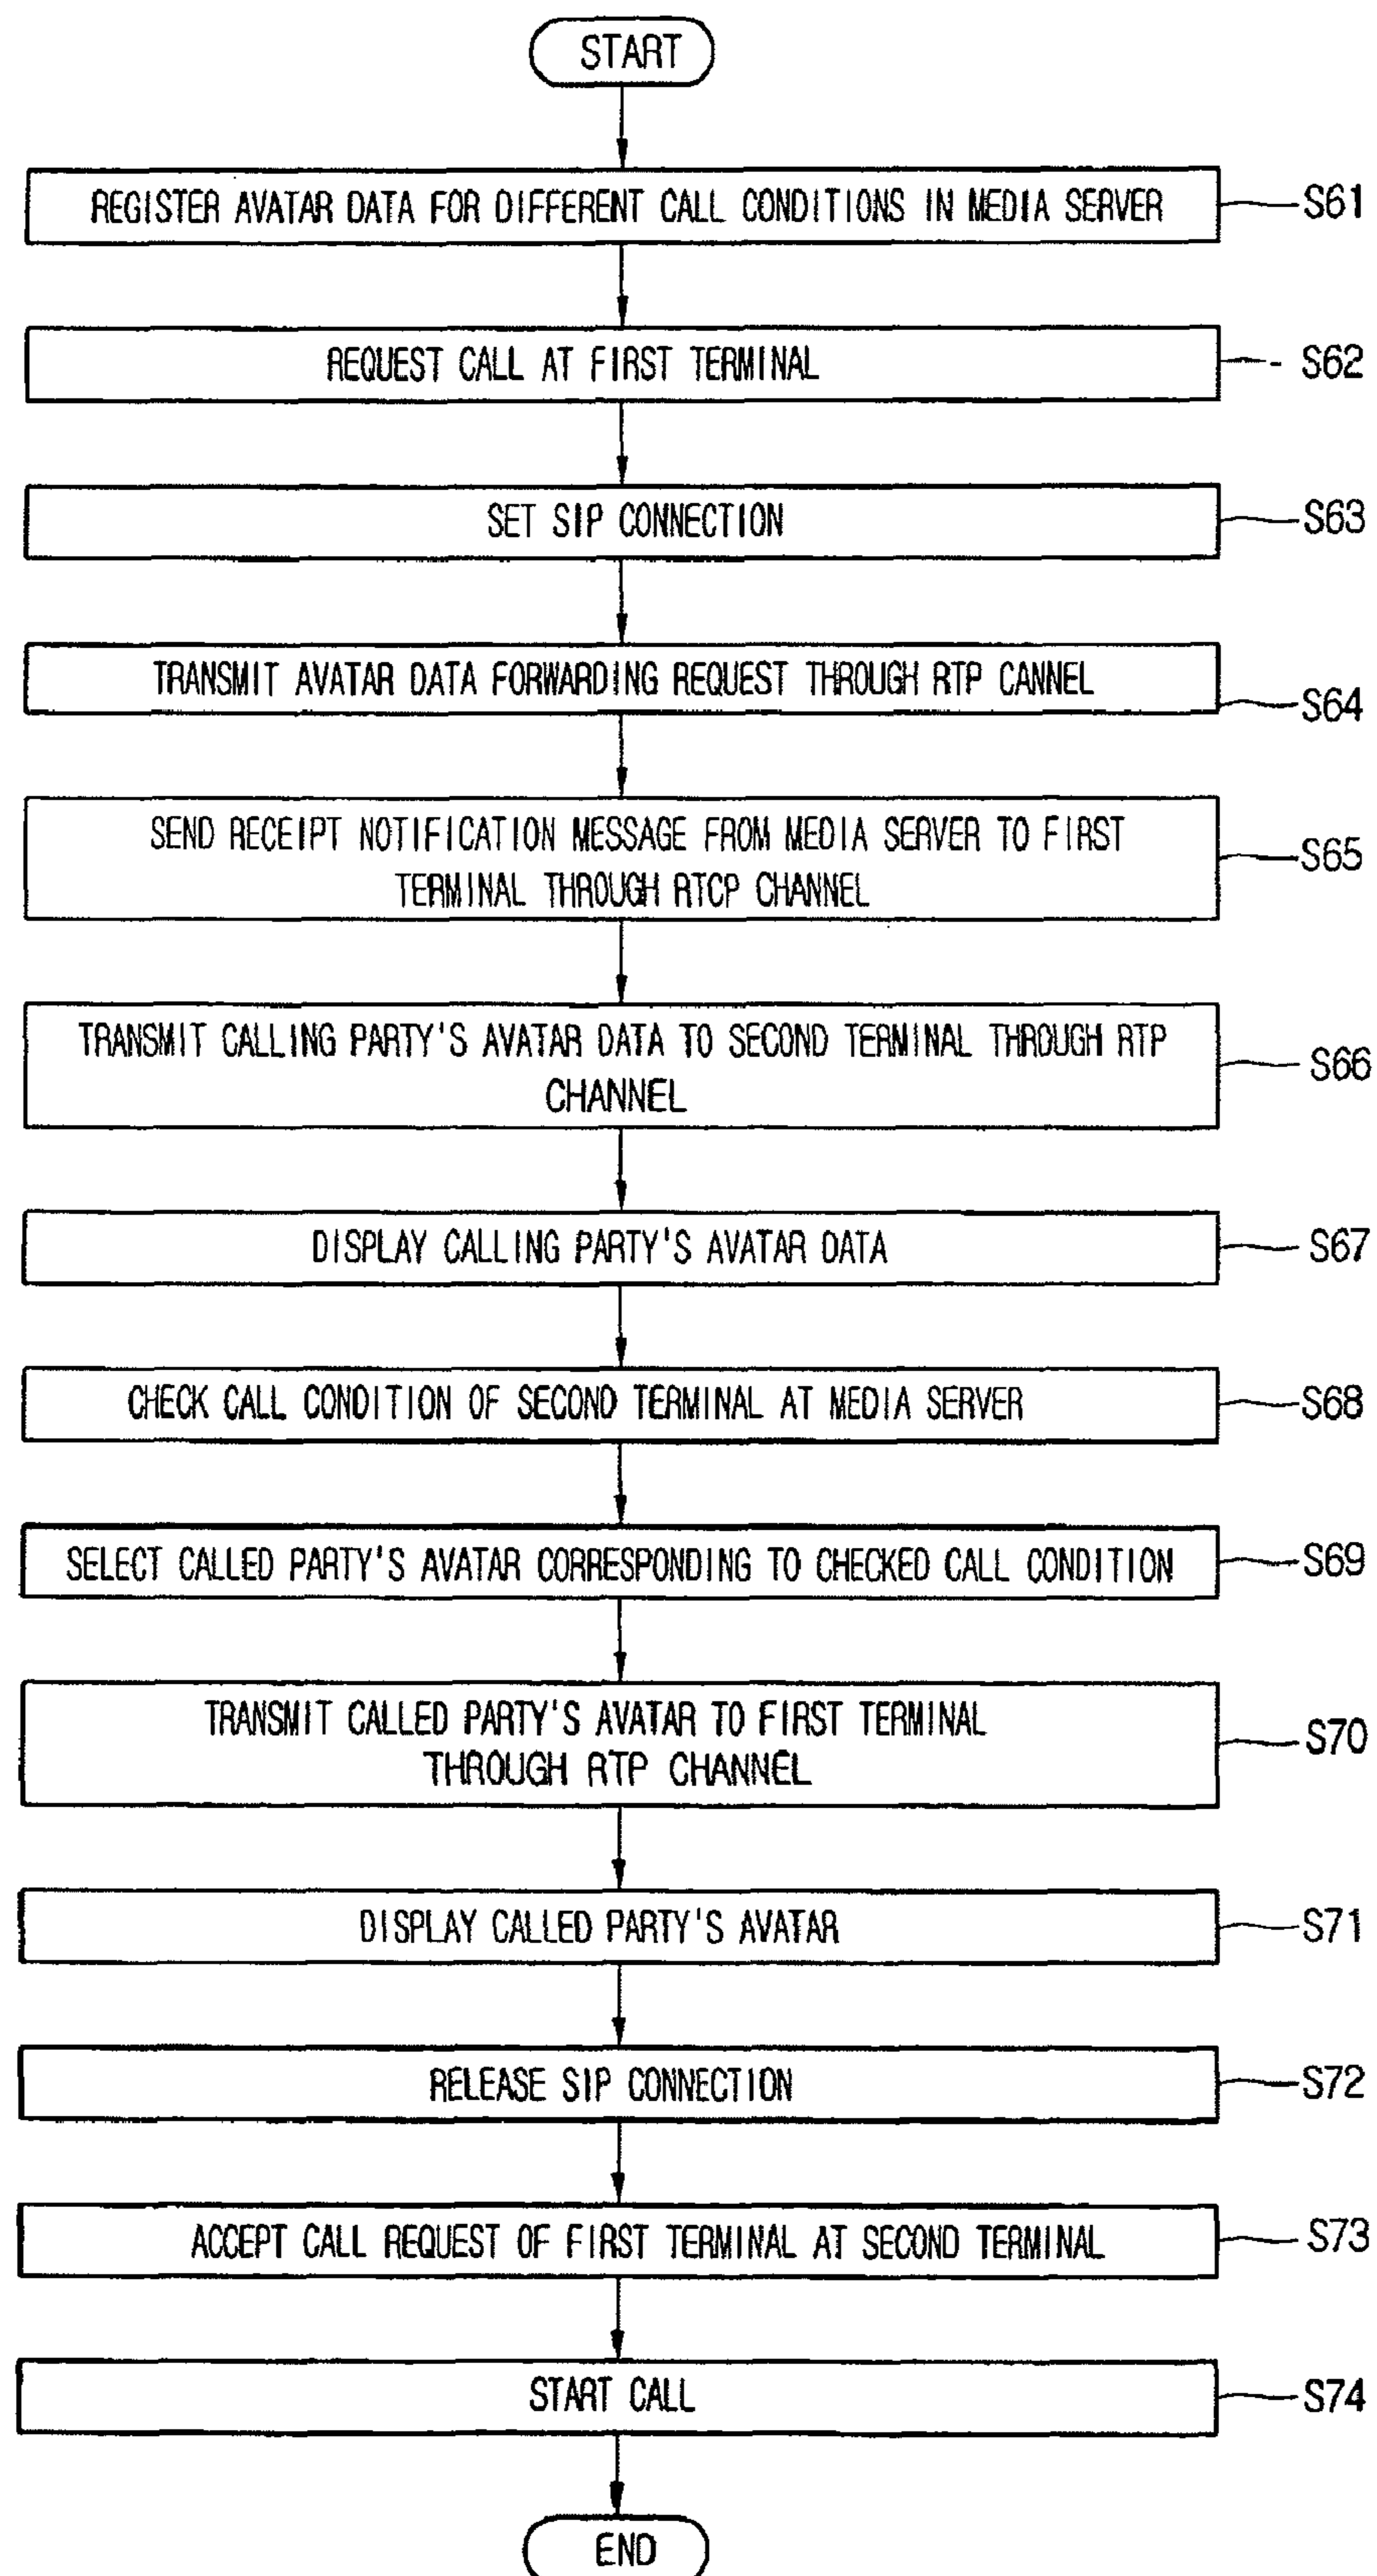 START
REGISTER AVATAR DATA FOR DIFFERENT CALL CONDITIONS IN MEDIA SERVER
S61
REQUEST CALL AT FIRST TERMINAL
S62
SET SIP CONNECTION
S63
TRANSMIT AVATAR DATA FORWARDING REQUEST THROUGH RTP CANNEL
S64
SEND RECEIPT NOTIFICATION MESSAGE FROM MEDIA SERVER TO FIRST
TERMINAL THROUGH RTCP CHANNEL
S65
TRANSMIT CALLING PARTY'S AVATAR DATA TO SECOND TERMINAL THROUGH RTP
CHANNEL
S66
DISPLAY CALLING PARTY'S AVATAR DATA
S67
CHECK CALL CONDITION OF SECOND TERMINAL AT MEDIA SERVER
S68
SELECT CALLED PARTY'S AVATAR CORRESPONDING TO CHECKED CALL CONDITION
S69
TRANSMIT CALLED PARTY'S AVATAR TO FIRST TERMINAL
THROUGH RTP CHANNEL
S70
DISPLAY CALLED PARTY'S AVATAR
S71
RELEASE SIP CONNECTION
S72
ACCEPT CALL REQUEST OF FIRST TERMINAL AT SECOND TERMINAL
S73
START CALL
S74
END